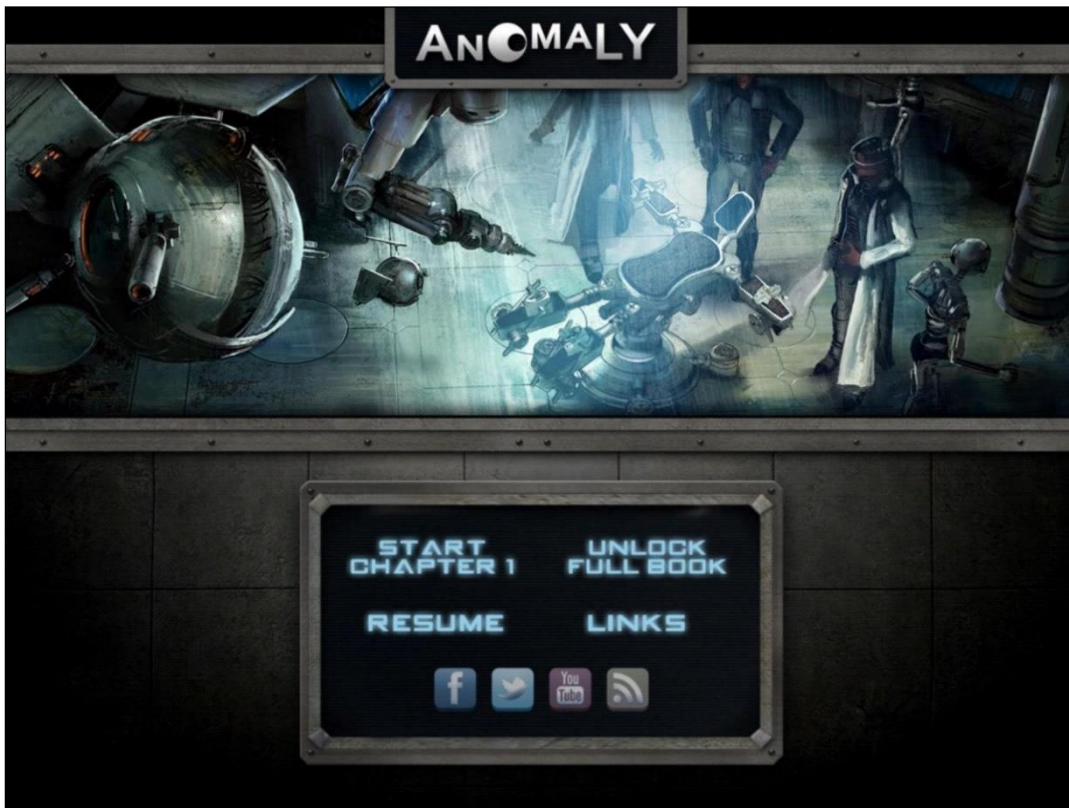 ANOMALY
START
CHAPTER 1
UNLOCK
FULL BOOK
RESUME
LINKS
f
You
Tube